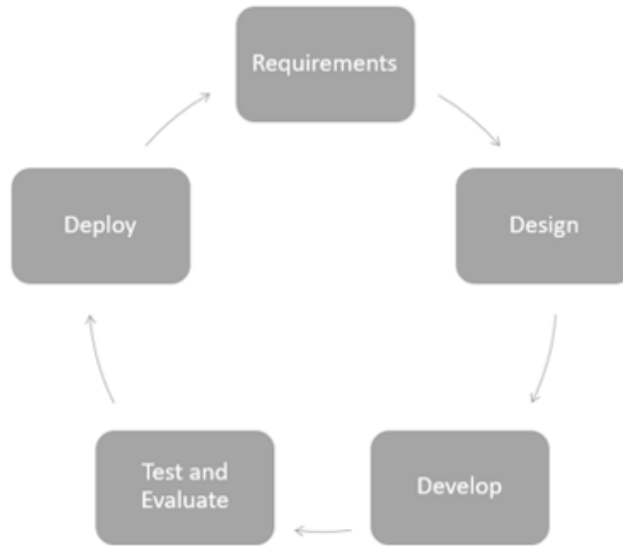 Requirements
Design
Develop
Test and
Evaluate
Deploy